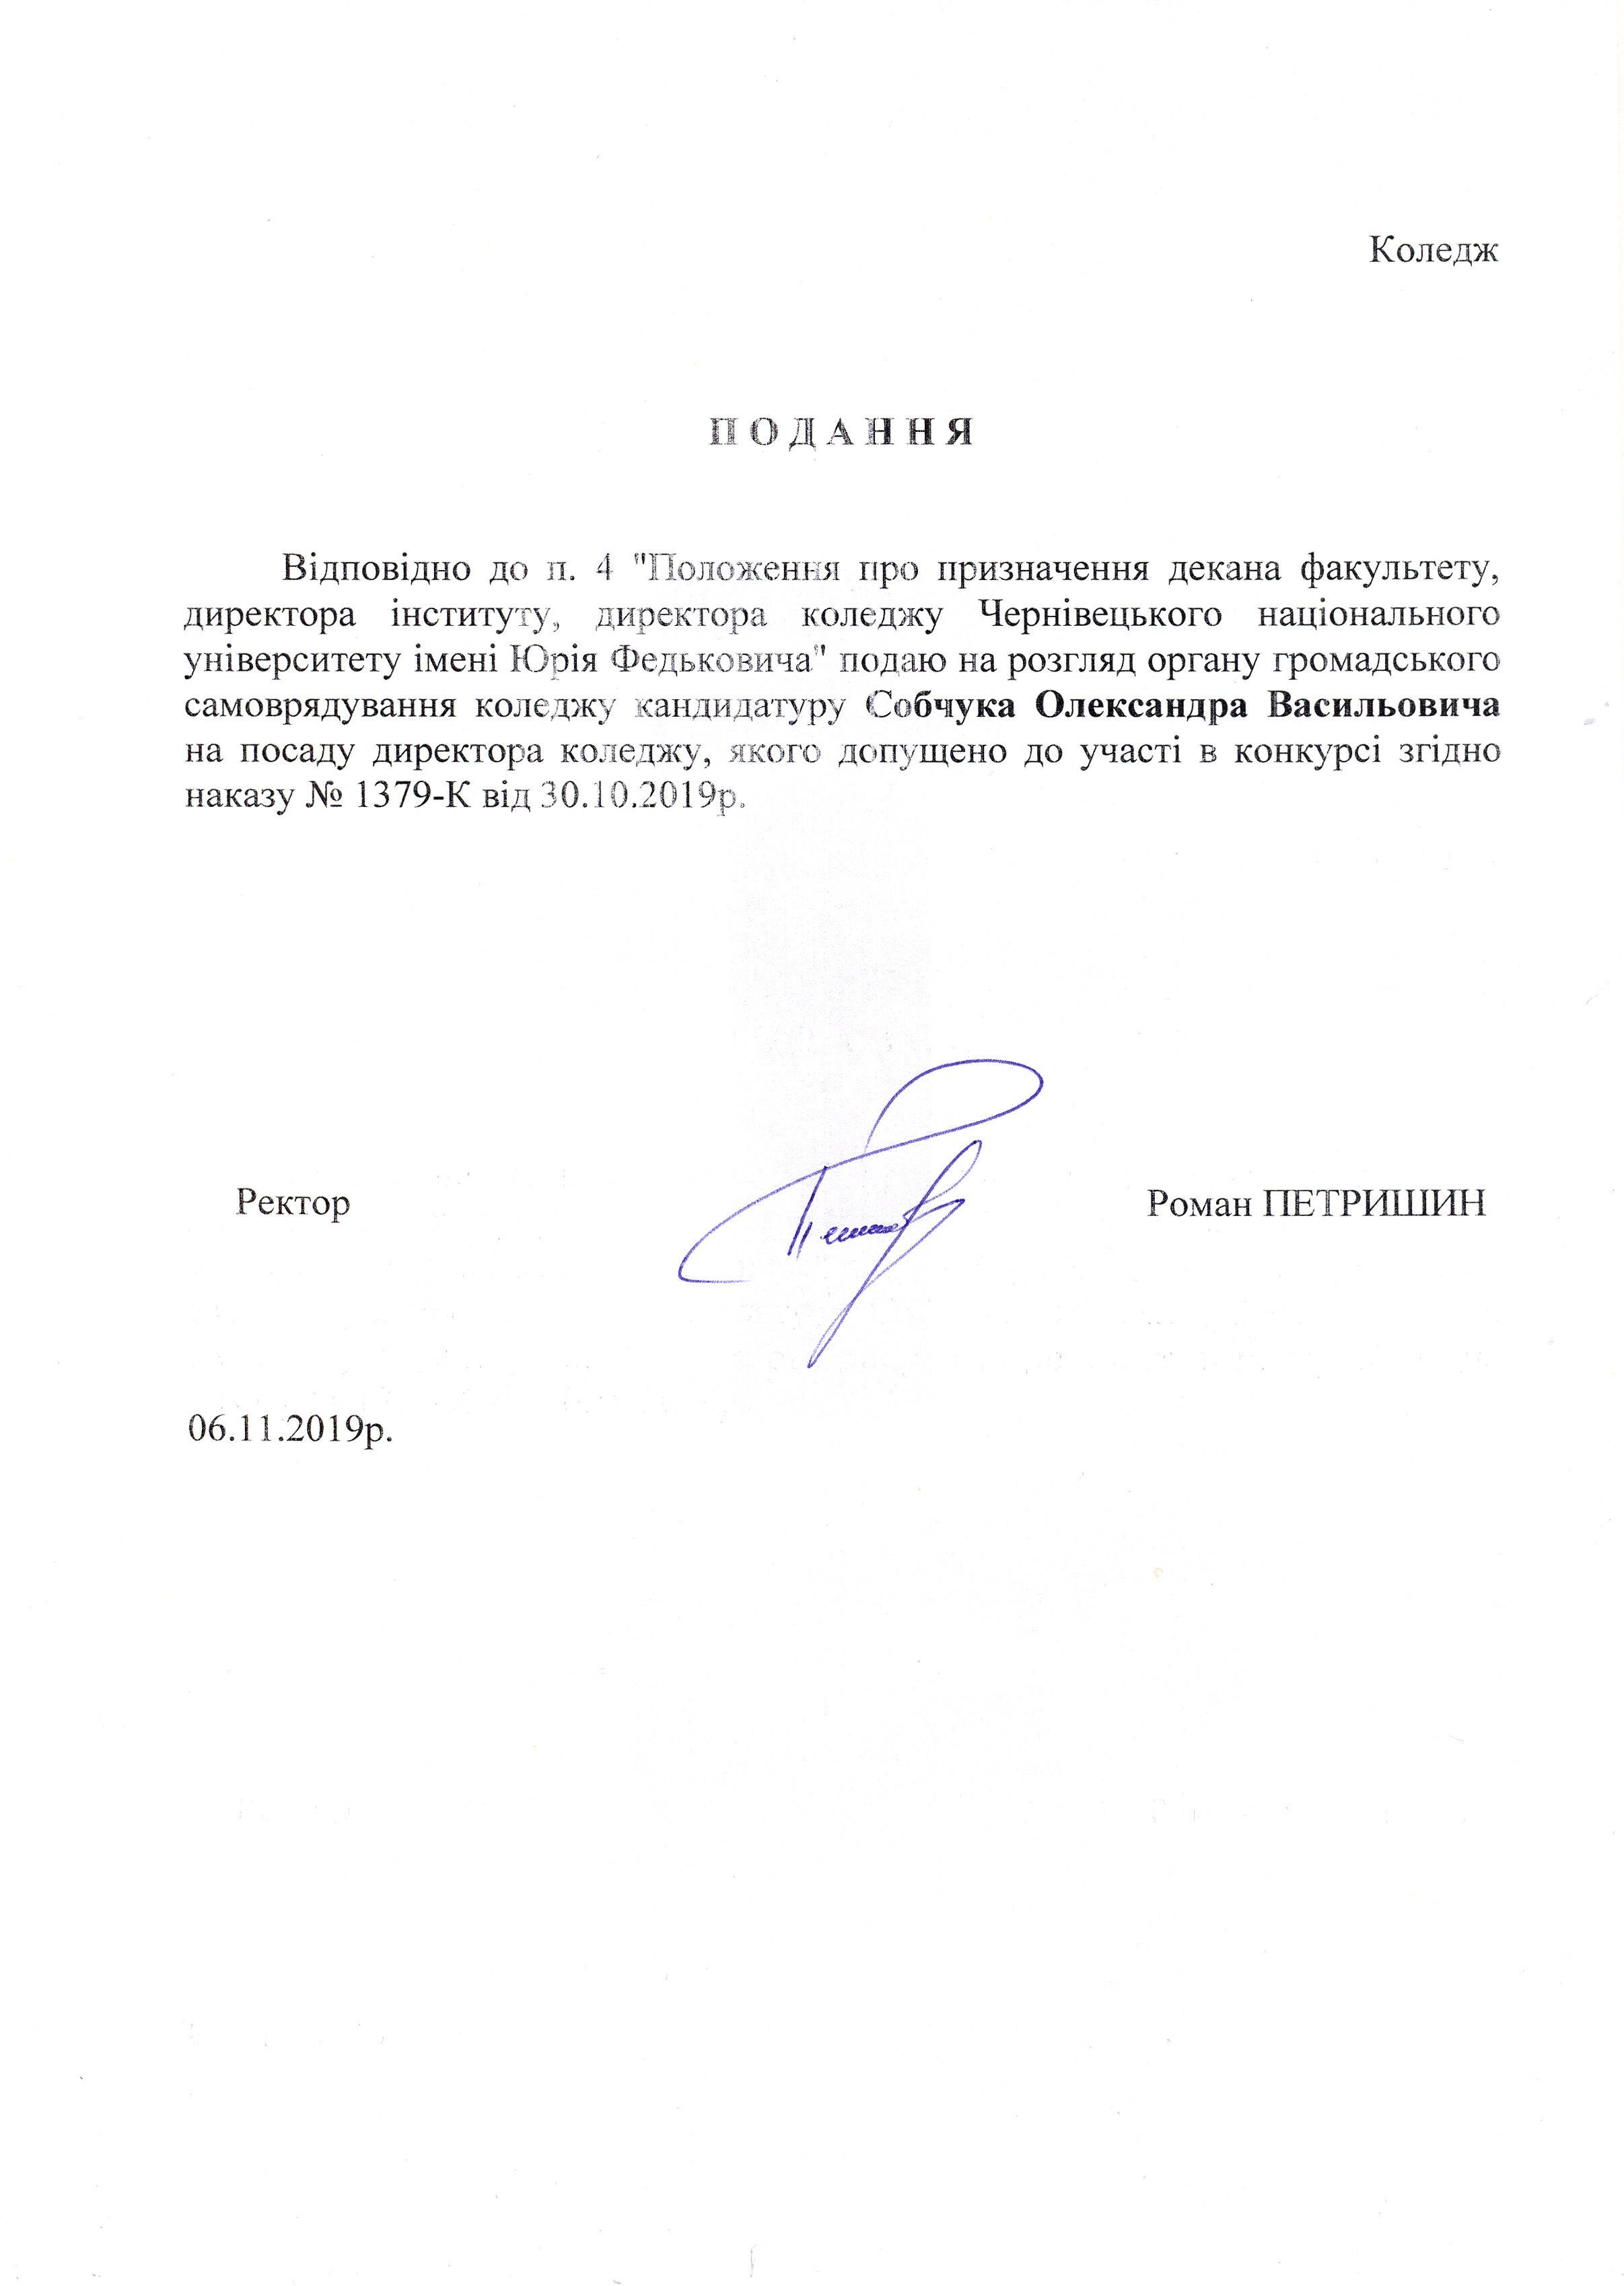 Коледж
П О Д А Н Н Я
Відповідно до п. 4 "Положення про призначення декана факультету,
директора інституту, директора коледжу Чернівецького національного
університету імені Юрія Федьковича" подаю на розгляд органу громадського
самоврядування коледжу кандидатуру Собчука Олександра Васильовича
на посаду директора коледжу, якого допущено до участі в конкурсі згідно
наказу № 1379-К від 30.10.2019р.
Ректор Роман ПЕТРИШИН
06.11.2019р.